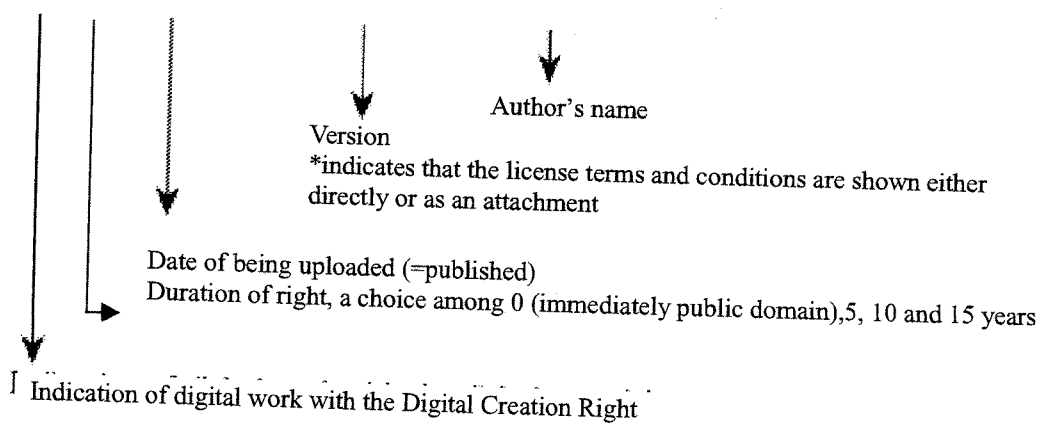 Author's name
Version
*indicates that the license terms and conditions are shown either
directly or as an attachment
Date of being uploaded (=published)
Duration of right, a choice among 0 (immediately public domain),5, 10 and 15 years
Indication of digital work with the Digital Creation Right